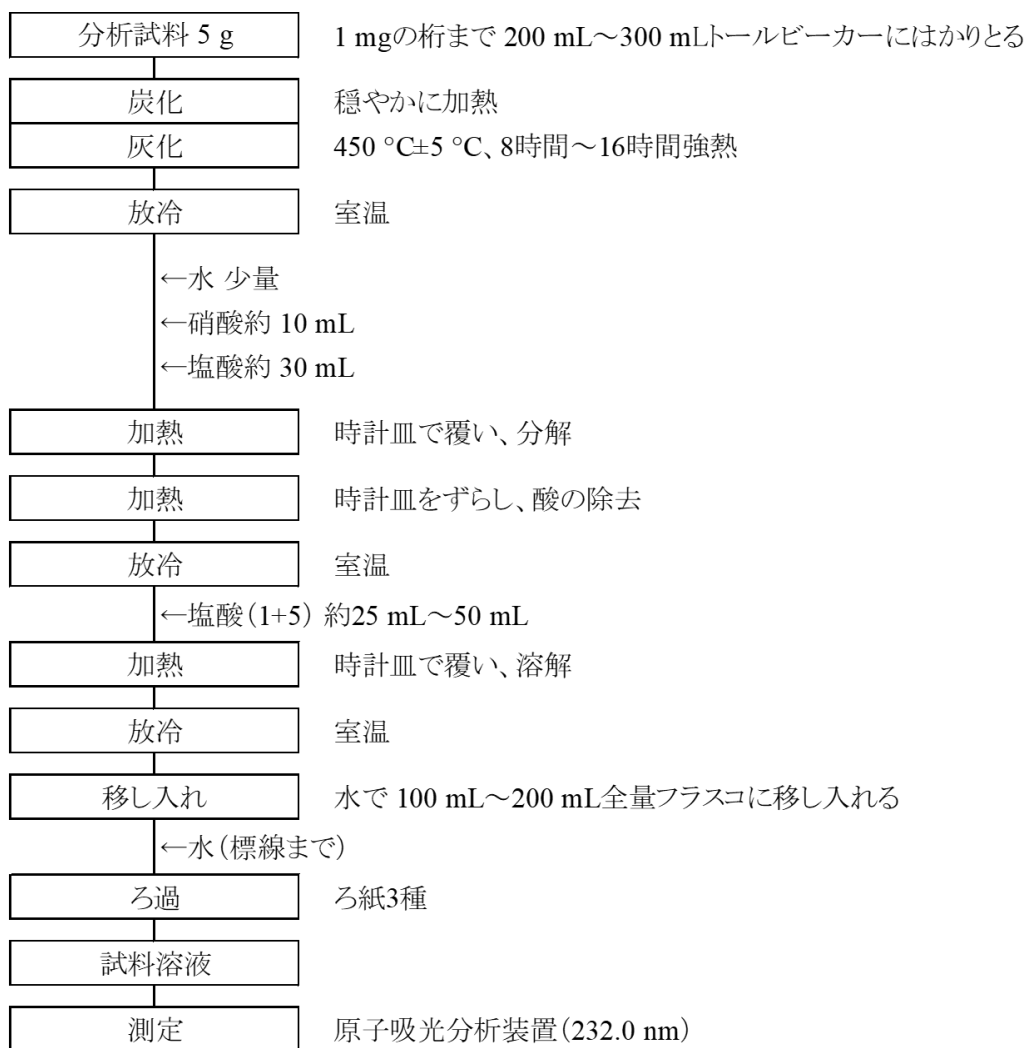 分析試料 5 g 1 mgの桁まで 200 mL～300 mLトールビーカーにはかりとる
炭化 穏やかに加熱
灰化 450 °C±5 °C、8時間～16時間強熱
放冷 室温
←水 少量
←硝酸約 10 mL
←塩酸約 30 mL
加熱 時計皿で覆い、分解
加熱 時計皿をずらし、酸の除去
放冷 室温
←塩酸（1+5） 約25 mL～50 mL
加熱 時計皿で覆い、溶解
放冷 室温
移し入れ 水で 100 mL～200 mL全量フラスコに移し入れる
←水（標線まで）
ろ過 ろ紙3種
試料溶液
測定 原子吸光分析装置（232.0 nm）